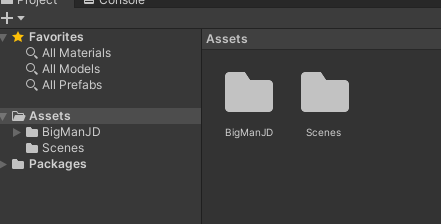 Project
Console
Favorites
All Materials
All Models
All Prefabs
Assets
BigManJD
Scenes
Packages
Assets
BigManJD
Scenes